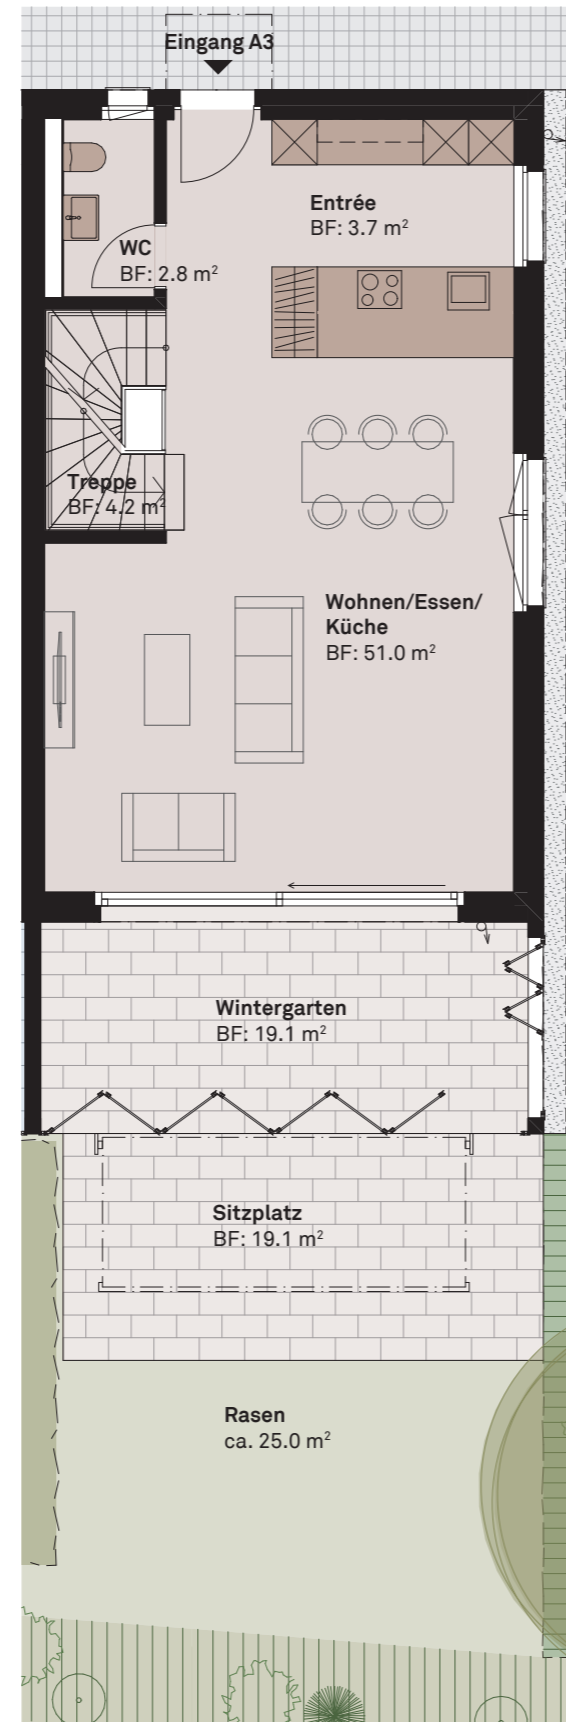 Eingang A3
Entrée
BF: 3.7 m²
WC
BF: 2.8 m²
Treppe
BF: 4.2 m²
Wohnen/Essen/
Küche
BF: 51.0 m²
Wintergarten
BF: 19.1 m²
Sitzplatz
BF: 19.1 m²
Rasen
ca. 25.0 m²